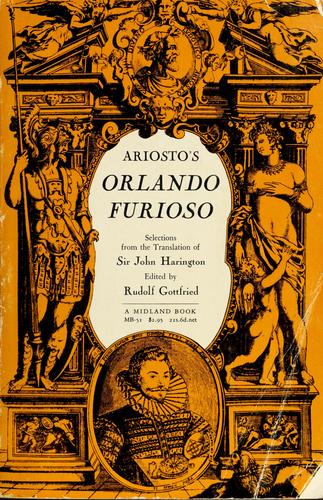 ARIOSTO'S
ORLANDO
FURIOSO
Selections
from the Translation of
Sir John Harington
Edited by
Rudolf Gottfried
A MIDLAND BOOK
MB-51 $2.95 21s.6d.net